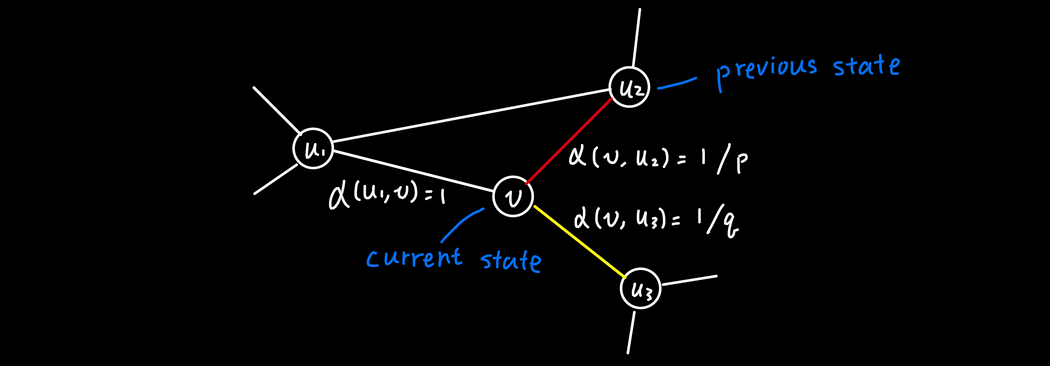 u₂
previous state
u₁
α(v, u₂) = 1/p
α(u₁, v) = 1
v
α(v, u₃) = 1/q
current state
u₃